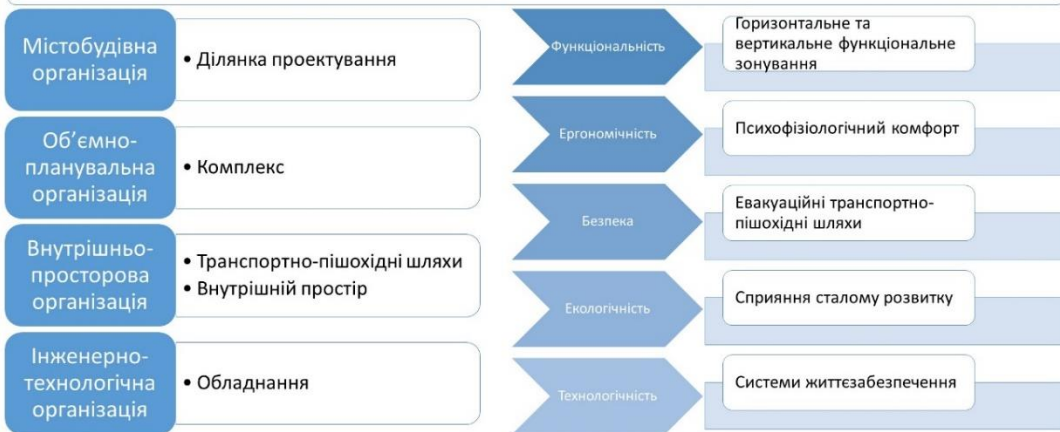 Містобудівна
організація
• Ділянка проектування
Об’ємно-
планувальна
організація
• Комплекс
Внутрішньо-
просторова
організація
• Транспортно-пішохідні шляхи
• Внутрішній простір
Інженерно-
технологічна
організація
• Обладнання
Функціональність
Горизонтальне та
вертикальне функціональне
зонування
Ергономічність
Психофізіологічний комфорт
Безпека
Евакуаційні транспортно-
пішохідні шляхи
Екологічність
Сприяння сталому розвитку
Технологічність
Системи життєзабезпечення